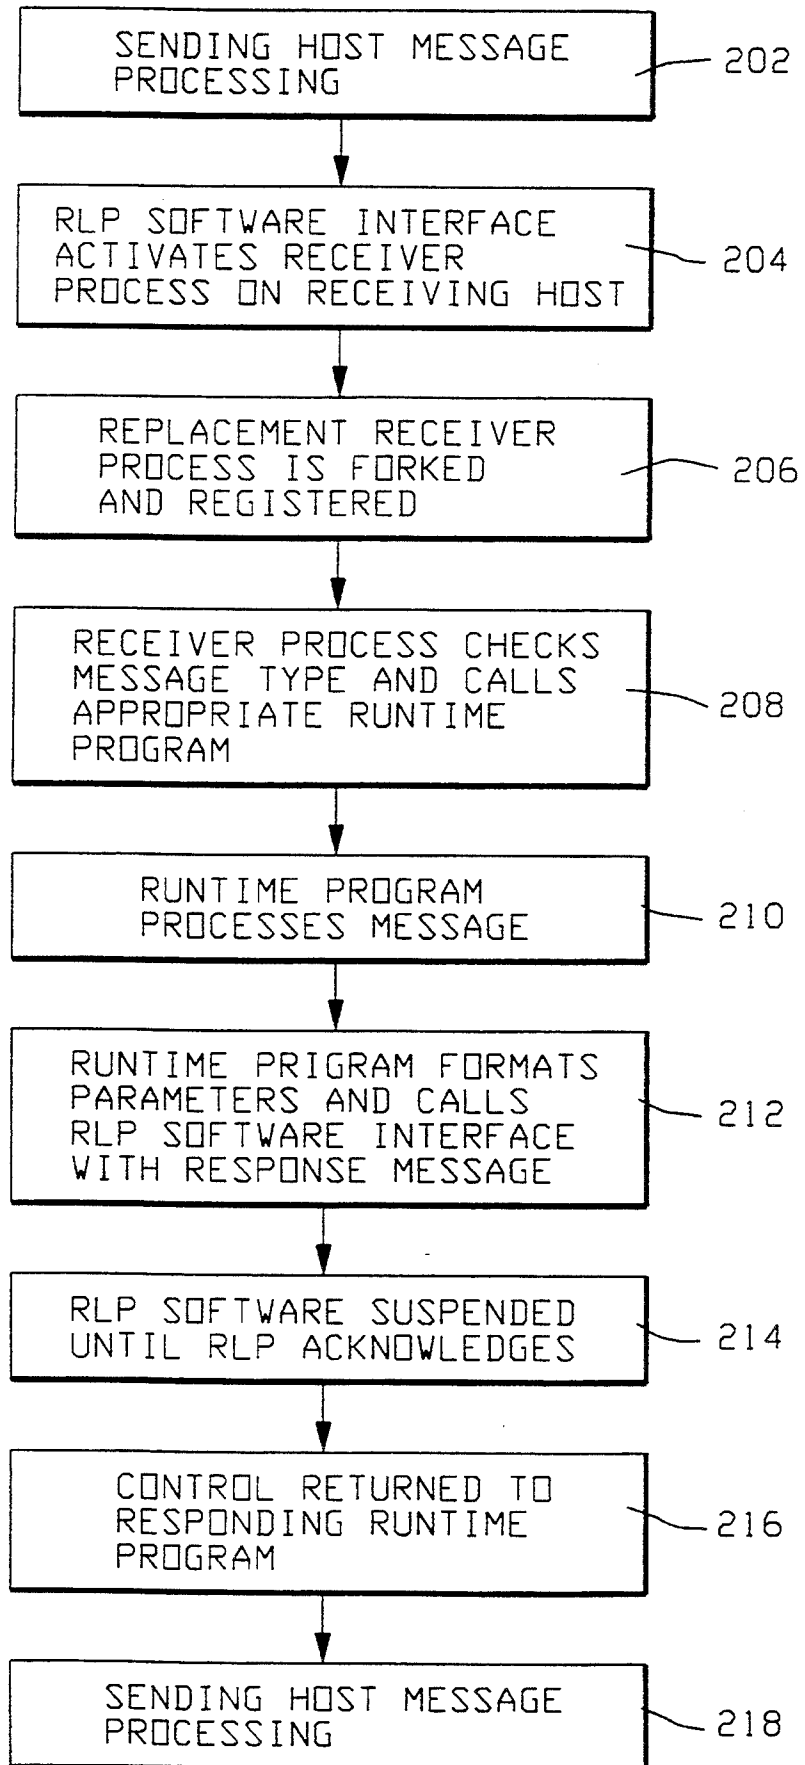 SENDING HOST MESSAGE
PROCESSING
202
RLP SOFTWARE INTERFACE
ACTIVATES RECEIVER
PROCESS ON RECEIVING HOST
204
REPLACEMENT RECEIVER
PROCESS IS FORKED
AND REGISTERED
206
RECEIVER PROCESS CHECKS
MESSAGE TYPE AND CALLS
APPROPRIATE RUNTIME
PROGRAM
208
RUNTIME PROGRAM
PROCESSES MESSAGE
210
RUNTIME PRIGRAM FORMATS
PARAMETERS AND CALLS
RLP SOFTWARE INTERFACE
WITH RESPONSE MESSAGE
212
RLP SOFTWARE SUSPENDED
UNTIL RLP ACKNOWLEDGES
214
CONTROL RETURNED TO
RESPONDING RUNTIME
PROGRAM
216
SENDING HOST MESSAGE
PROCESSING
218